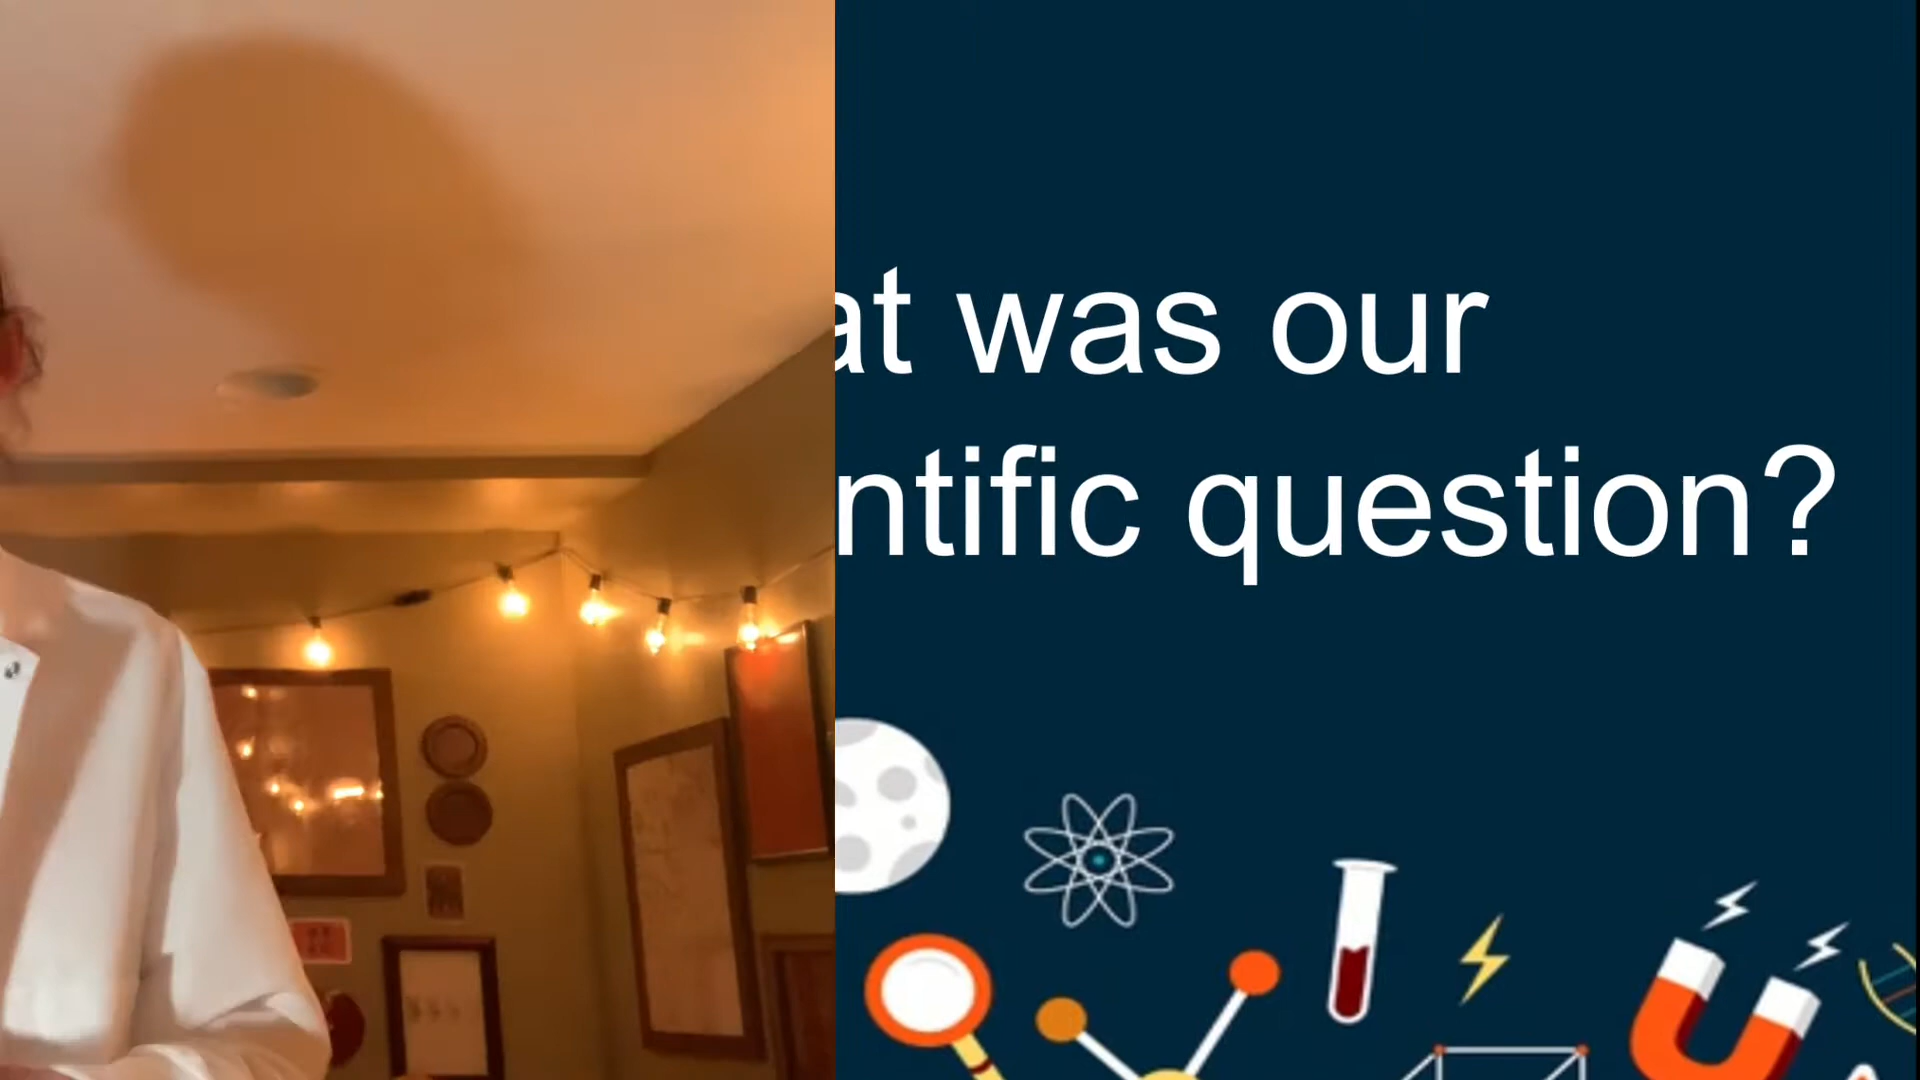 at was our
ntific question?